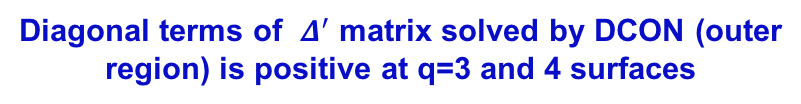 Diagonal terms of Δ′ matrix solved by DCON (outer
region) is positive at q=3 and 4 surfaces